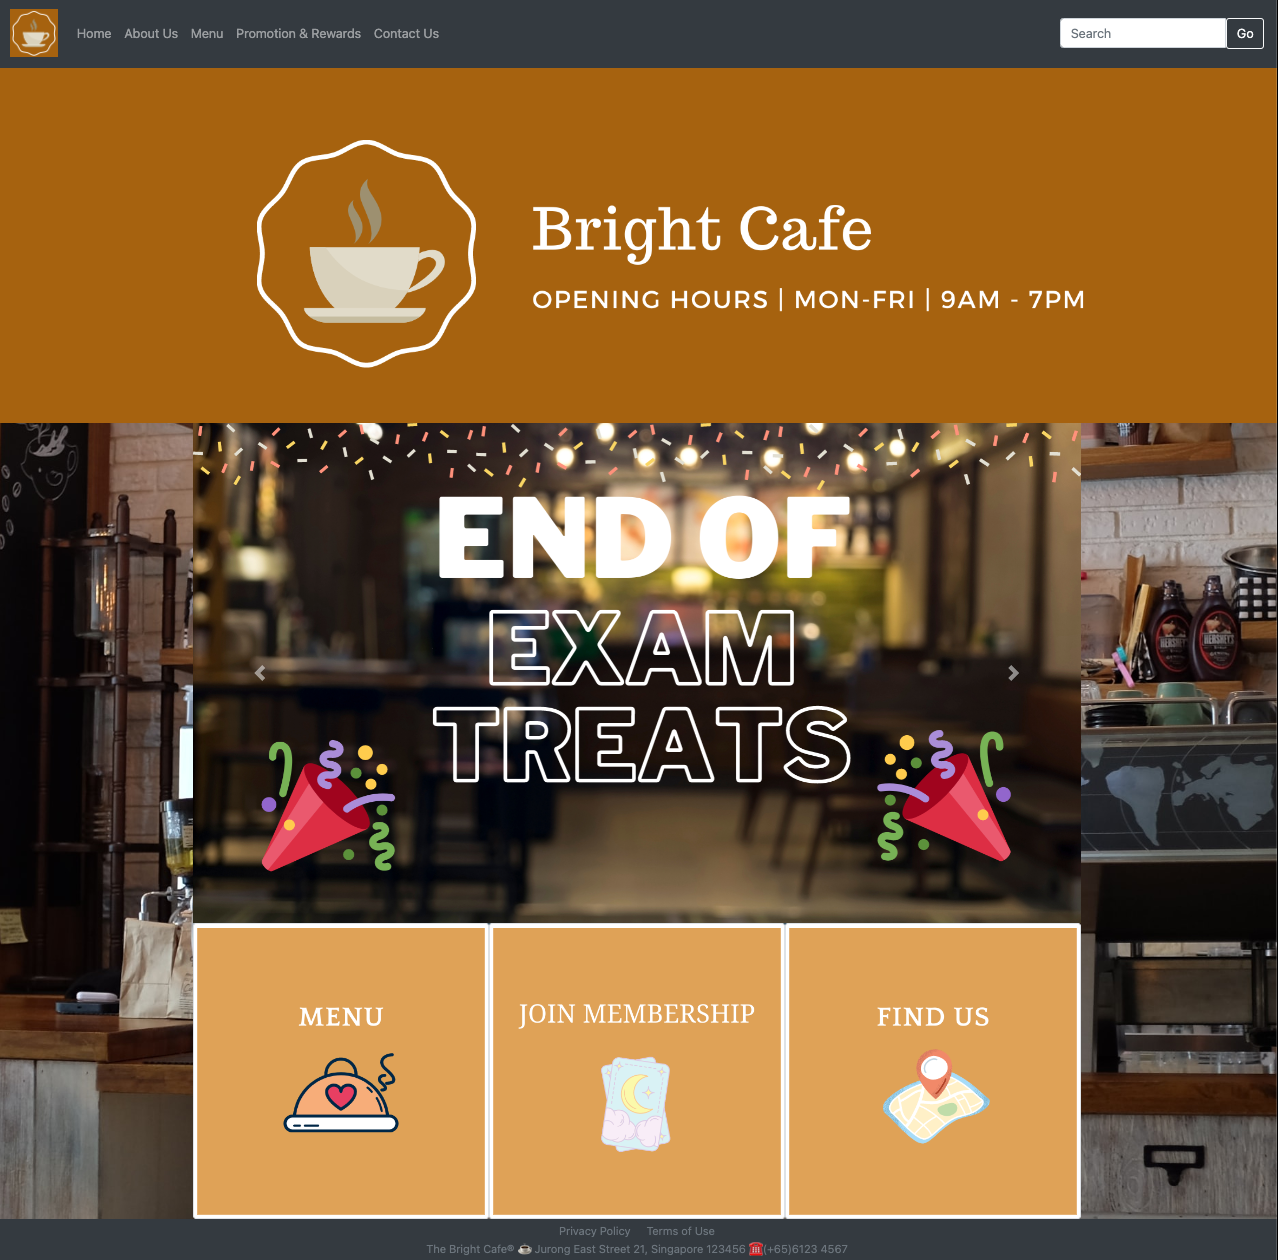 Home About Us Menu Promotion & Rewards Contact Us Search Go
Bright Cafe
OPENING HOURS | MON-FRI | 9AM - 7PM
END OF
EXAM
TREATS
HERSHEY'S HERSHEY'S
MENU JOIN MEMBERSHIP FIND US
Privacy Policy Terms of Use
The Bright Cafe® ☕ Jurong East Street 21, Singapore 123456 ☎️(+65)6123 4567